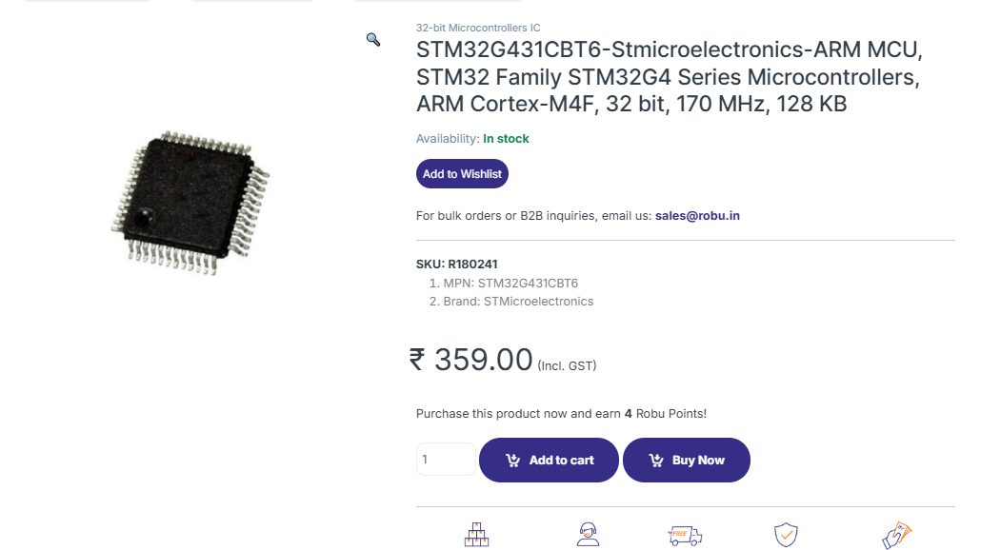 32-bit Microcontrollers IC
STM32G431CBT6-Stmicroelectronics-ARM MCU,
STM32 Family STM32G4 Series Microcontrollers,
ARM Cortex-M4F, 32 bit, 170 MHz, 128 KB
Availability: In stock
Add to Wishlist
For bulk orders or B2B inquiries, email us: sales@robu.in
SKU: R180241
1. MPN: STM32G431CBT6
2. Brand: STMicroelectronics
₹ 359.00 (Incl. GST)
Purchase this product now and earn 4 Robu Points!
1 Add to cart Buy Now
FREE